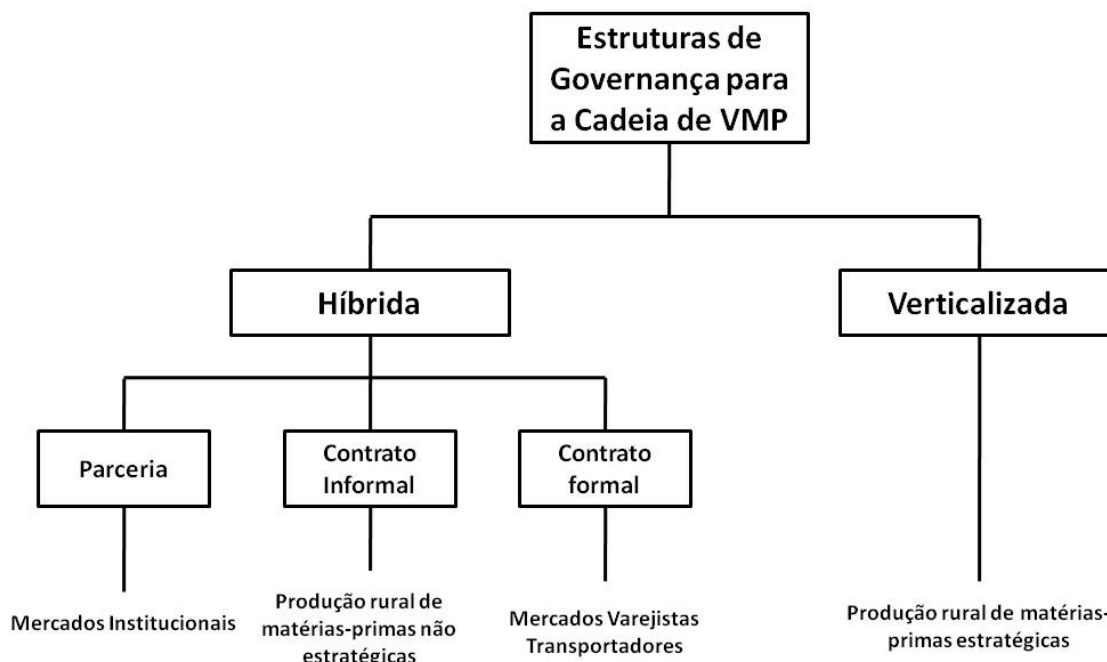 Estruturas de
Governança para
a Cadeia de VMP
Híbrida
Verticalizada
Parceria
Contrato
Informal
Contrato
formal
Mercados Institucionais
Produção rural de
matérias-primas não
estratégicas
Mercados Varejistas
Transportadores
Produção rural de matérias-
primas estratégicas